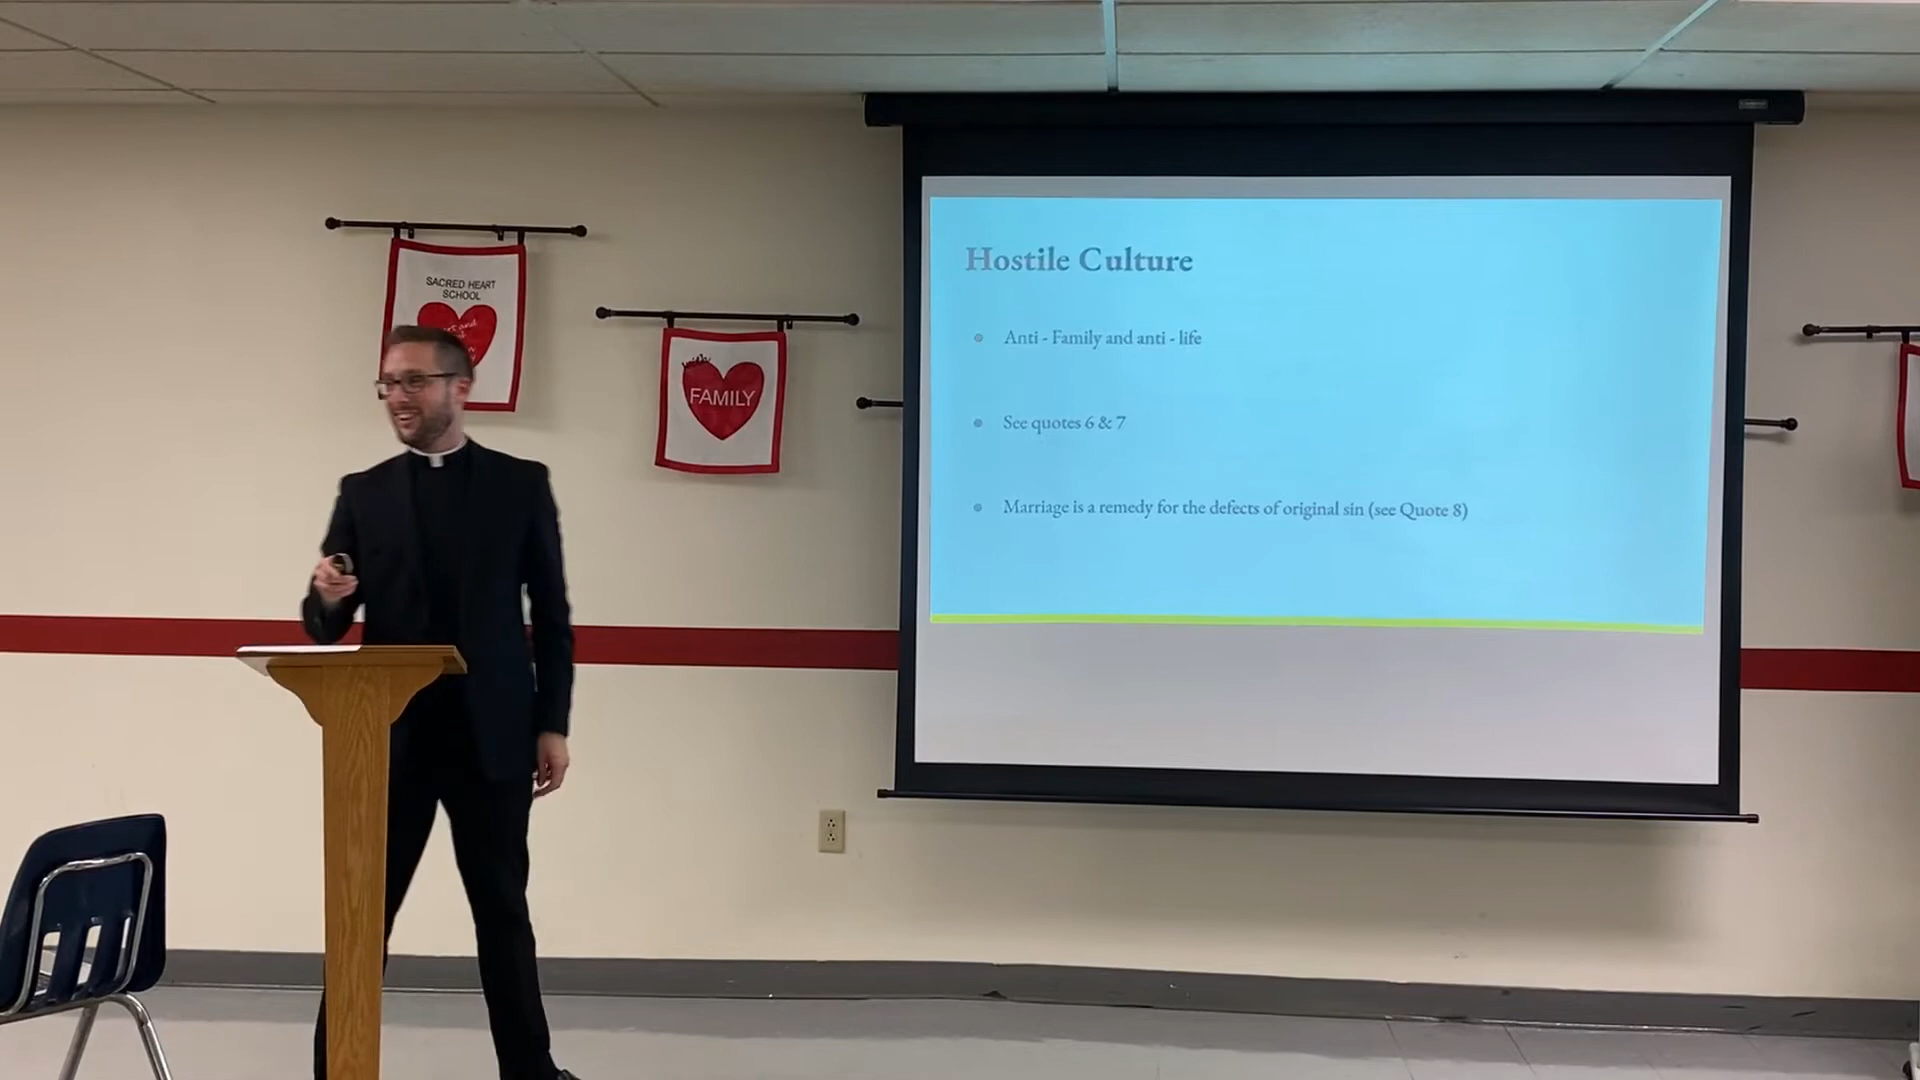 SACRED HEART
SCHOOL
with
FAMILY
Hostile Culture
Anti - Family and anti - life
See quotes 6 & 7
Marriage is a remedy for the defects of original sin (see Quote 8)